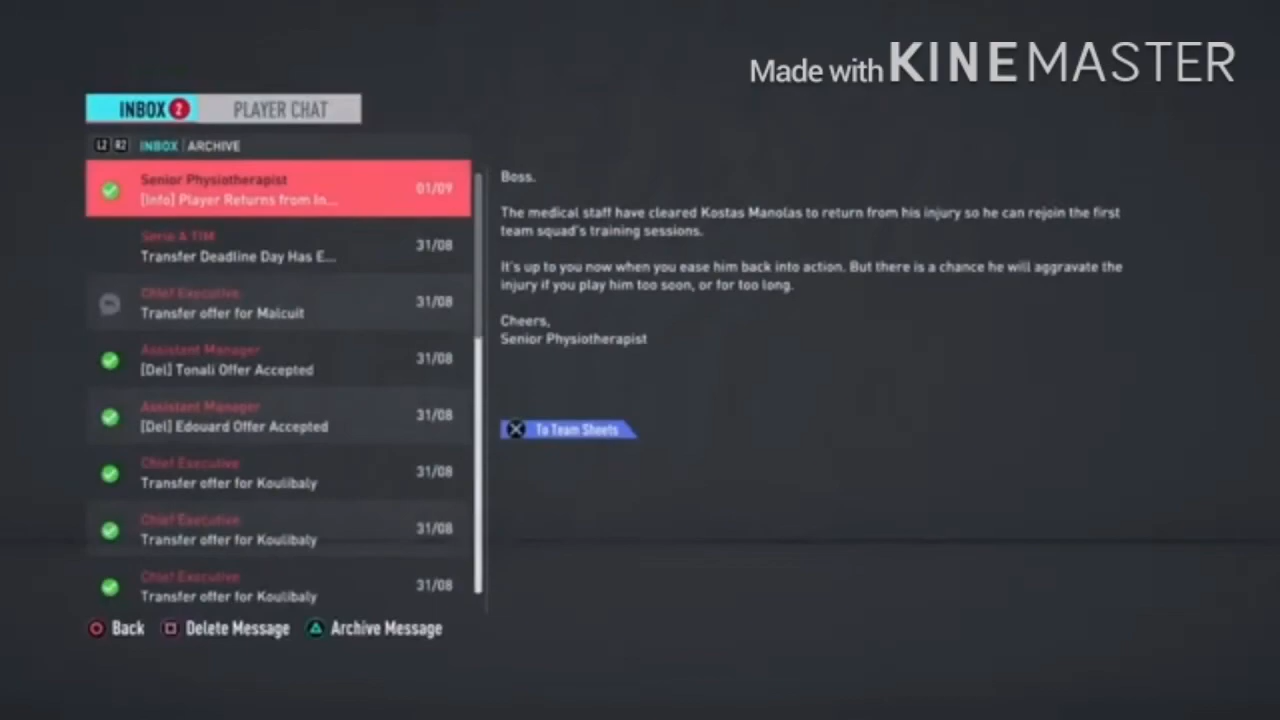 Made with KINEMASTER
INBOX 2 PLAYER CHAT
L2 R2 INBOX | ARCHIVE
Senior Physiotherapist
[Info] Player Returns from In... 01/09
Serie A TIM
Transfer Deadline Day Has E... 31/08
Chief Executive
Transfer offer for Malcuit 31/08
Assistant Manager
[Del] Tonali Offer Accepted 31/08
Assistant Manager
[Del] Edouard Offer Accepted 31/08
Chief Executive
Transfer offer for Koulibaly 31/08
Chief Executive
Transfer offer for Koulibaly 31/08
Chief Executive
Transfer offer for Koulibaly 31/08
Boss.
The medical staff have cleared Kostas Manolas to return from his injury so he can rejoin the first
team squad's training sessions.
It's up to you now when you ease him back into action. But there is a chance he will aggravate the
injury if you play him too soon, or for too long.
Cheers,
Senior Physiotherapist
To Team Sheets
Back Delete Message Archive Message